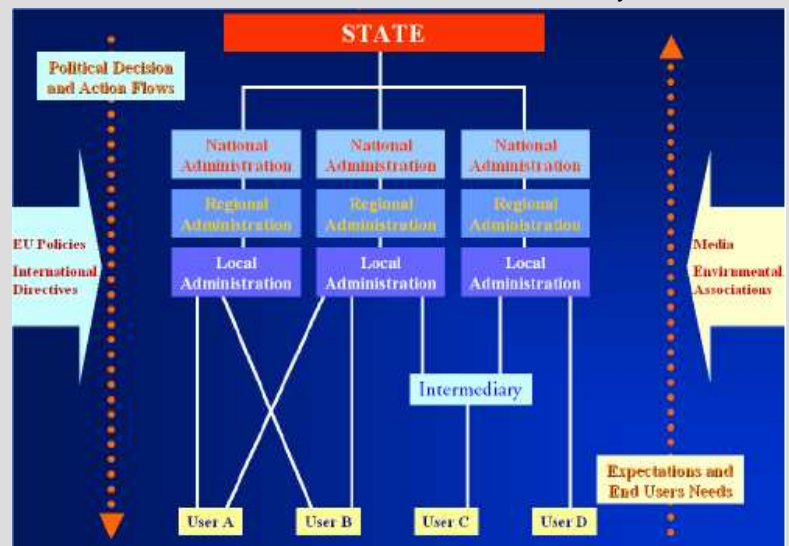 STATE
Political Decision
and Action Flows
National
Administration
National
Administration
National
Administration
Regional
Administration
Regional
Administration
Regional
Administration
Local
Administration
Local
Administration
Local
Administration
EU Policies
International
Directives
Media
Envirnmental
Associations
Intermediary
Expectations and
End Users Needs
User A
User B
User C
User D